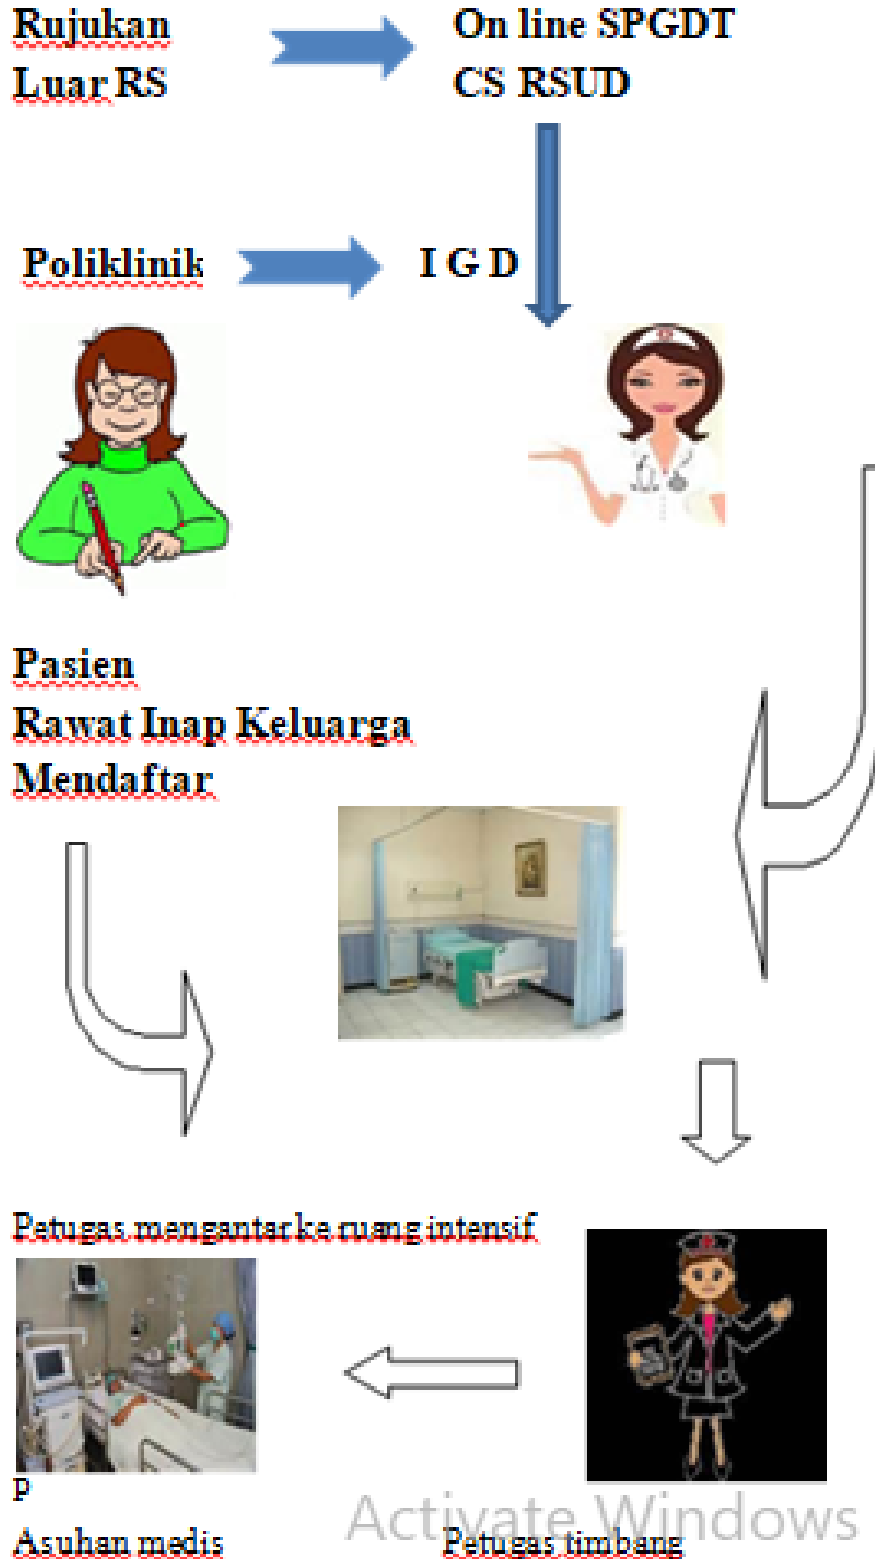 Rujukan
On line SPGDT
Luar RS
CS RSUD
Poliklinik
I G D
Pasien
Rawat Inap Keluarga
Mendaftar
Petugas mengantar ke ruang intensif
p
Asuhan medis
Petugas timbang
Activate Windows